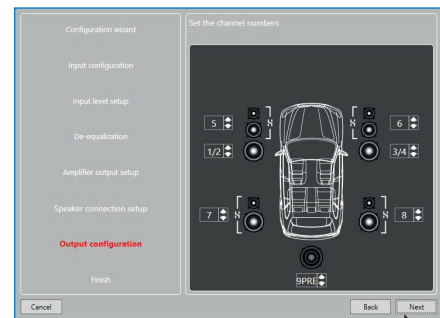 Configuration wizard
Input configuration
Input level setup
De-equalization
Amplifier output setup
Speaker connection setup
Output configuration
Finish
Set the channel numbers
5
6
1/2
3/4
7
8
9PRE
Cancel
Back
Next